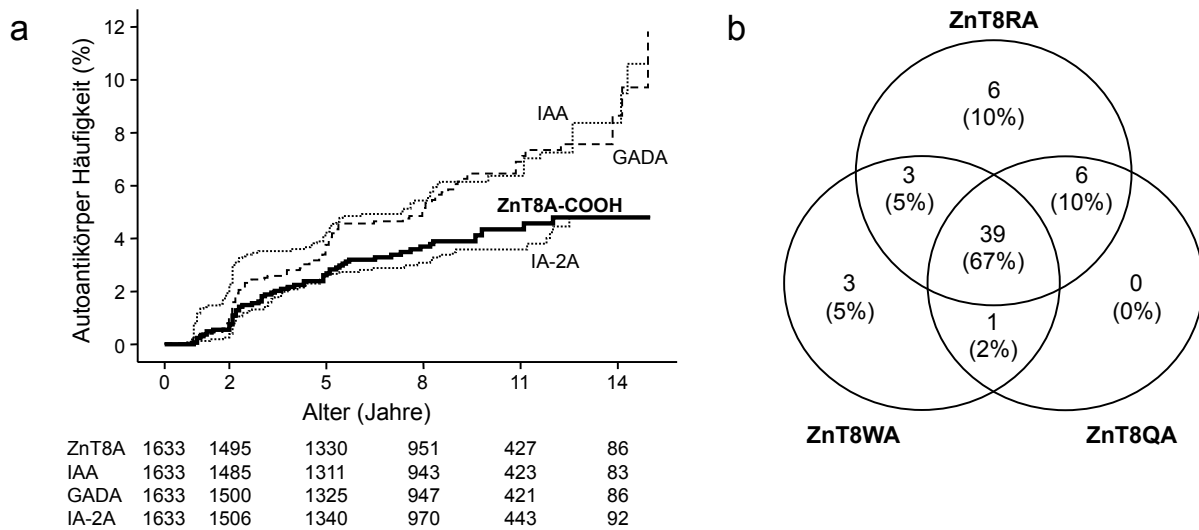 a
12
10
8
6
4
2
0
Autoantikörper Häufigkeit (%)
IAA
GADA
ZnT8A-COOH
IA-2A
0 2 5 8 11 14
Alter (Jahre)
ZnT8A 1633 1495 1330 951 427 86
IAA 1633 1485 1311 943 423 83
GADA 1633 1500 1325 947 421 86
IA-2A 1633 1506 1340 970 443 92
b
ZnT8RA
6
(10%)
3
(5%)
6
(10%)
39
(67%)
3
(5%)
0
(0%)
1
(2%)
ZnT8WA
ZnT8QA